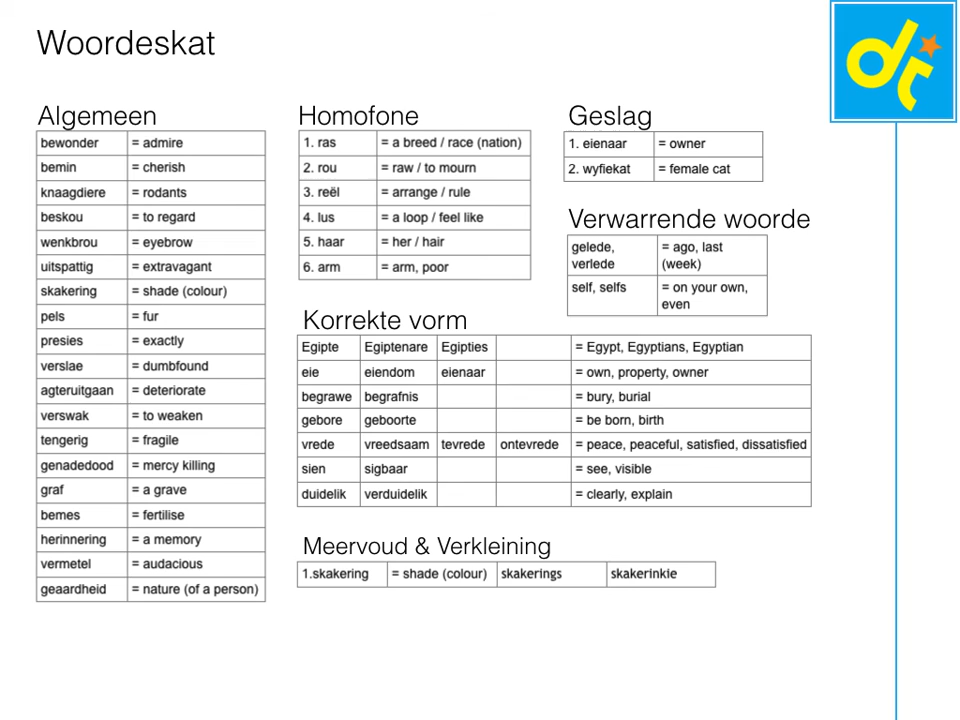 Woordeskat
Algemeen
bewonder = admire
bemin = cherish
knaagdiere = rodants
beskou = to regard
wenkbrou = eyebrow
uitspattig = extravagant
skakering = shade (colour)
pels = fur
presies = exactly
verslae = dumbfound
agteruitgaan = deteriorate
verswak = to weaken
tengerig = fragile
genadedood = mercy killing
graf = a grave
bemes = fertilise
herinnering = a memory
vermetel = audacious
geaardheid = nature (of a person)
Homofone
1. ras = a breed / race (nation)
2. rou = raw / to mourn
3. reël = arrange / rule
4. lus = a loop / feel like
5. haar = her / hair
6. arm = arm, poor
Geslag
1. eienaar = owner
2. wyfiekat = female cat
Verwarrende woorde
gelede, = ago, last
verlede (week)
self, selfs = on your own,
even
Korrekte vorm
Egipte Egiptenare Egipties = Egypt, Egyptians, Egyptian
eie eiendom eienaar = own, property, owner
begrawe begrafnis = bury, burial
gebore geboorte = be born, birth
vrede vreedsaam tevrede ontevrede = peace, peaceful, satisfied, dissatisfied
sien sigbaar = see, visible
duidelik verduidelik = clearly, explain
Meervoud & Verkleining
1.skakering = shade (colour) skakerings skakerinkie